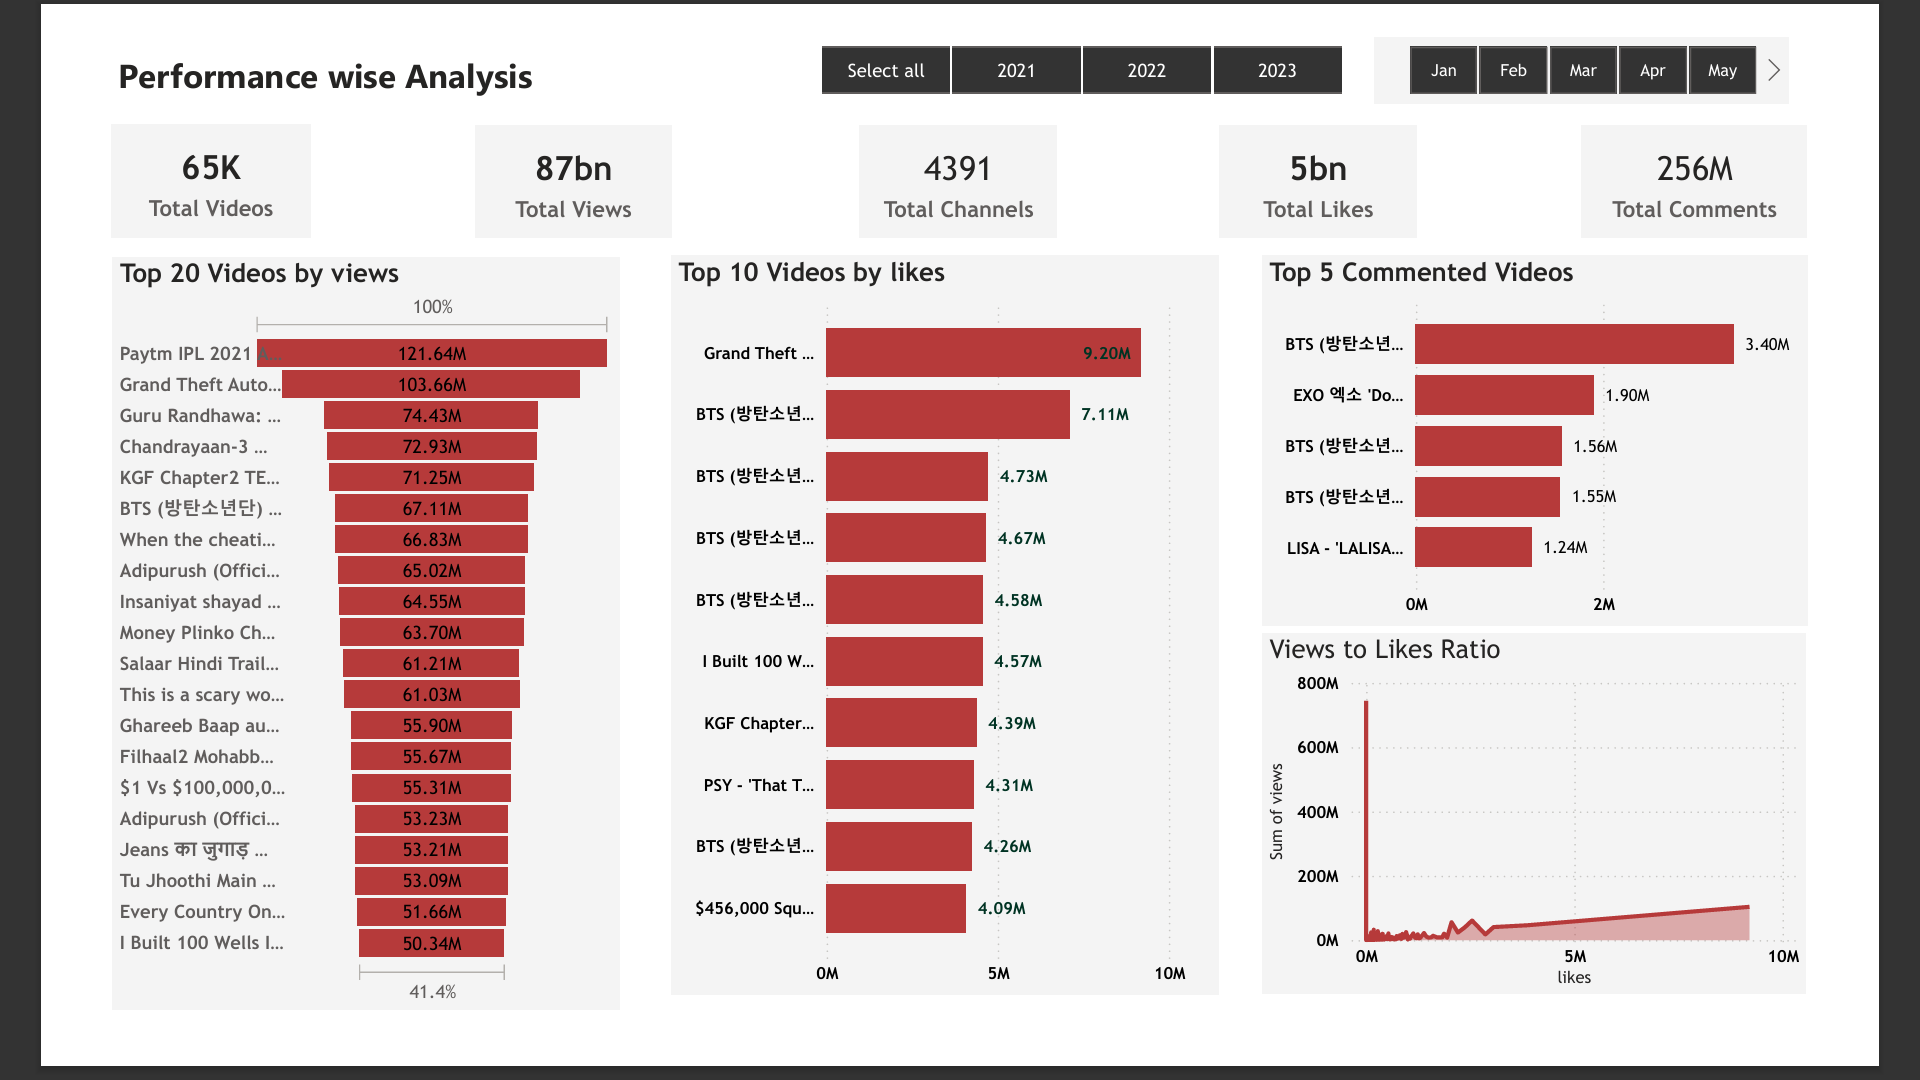 Performance wise Analysis
Select all 2021 2022 2023
Jan Feb Mar Apr May
65K
Total Videos
87bn
Total Views
4391
Total Channels
5bn
Total Likes
256M
Total Comments
Top 20 Videos by views
100%
Paytm IPL 2021 A... 121.64M
Grand Theft Auto... 103.66M
Guru Randhawa: ... 74.43M
Chandrayaan-3 ... 72.93M
KGF Chapter2 TE... 71.25M
BTS (방탄소년단) ... 67.11M
When the cheati... 66.83M
Adipurush (Offici... 65.02M
Insaniyat shayad ... 64.55M
Money Plinko Ch... 63.70M
Salaar Hindi Trail... 61.21M
This is a scary wo... 61.03M
Ghareeb Baap au... 55.90M
Filhaal2 Mohabb... 55.67M
$1 Vs $100,000,0... 55.31M
Adipurush (Offici... 53.23M
Jeans का जुगाड़ ... 53.21M
Tu Jhoothi Main ... 53.09M
Every Country On... 51.66M
I Built 100 Wells I... 50.34M
41.4%
Top 10 Videos by likes
Grand Theft ... 9.20M
BTS (방탄소년... 7.11M
BTS (방탄소년... 4.73M
BTS (방탄소년... 4.67M
BTS (방탄소년... 4.58M
I Built 100 W... 4.57M
KGF Chapter... 4.39M
PSY - 'That T... 4.31M
BTS (방탄소년... 4.26M
$456,000 Squ... 4.09M
0M 5M 10M
Top 5 Commented Videos
BTS (방탄소년... 3.40M
EXO 엑소 'Do... 1.90M
BTS (방탄소년... 1.56M
BTS (방탄소년... 1.55M
LISA - 'LALISA... 1.24M
0M 2M
Views to Likes Ratio
Sum of views
800M
600M
400M
200M
0M
0M 5M 10M
likes